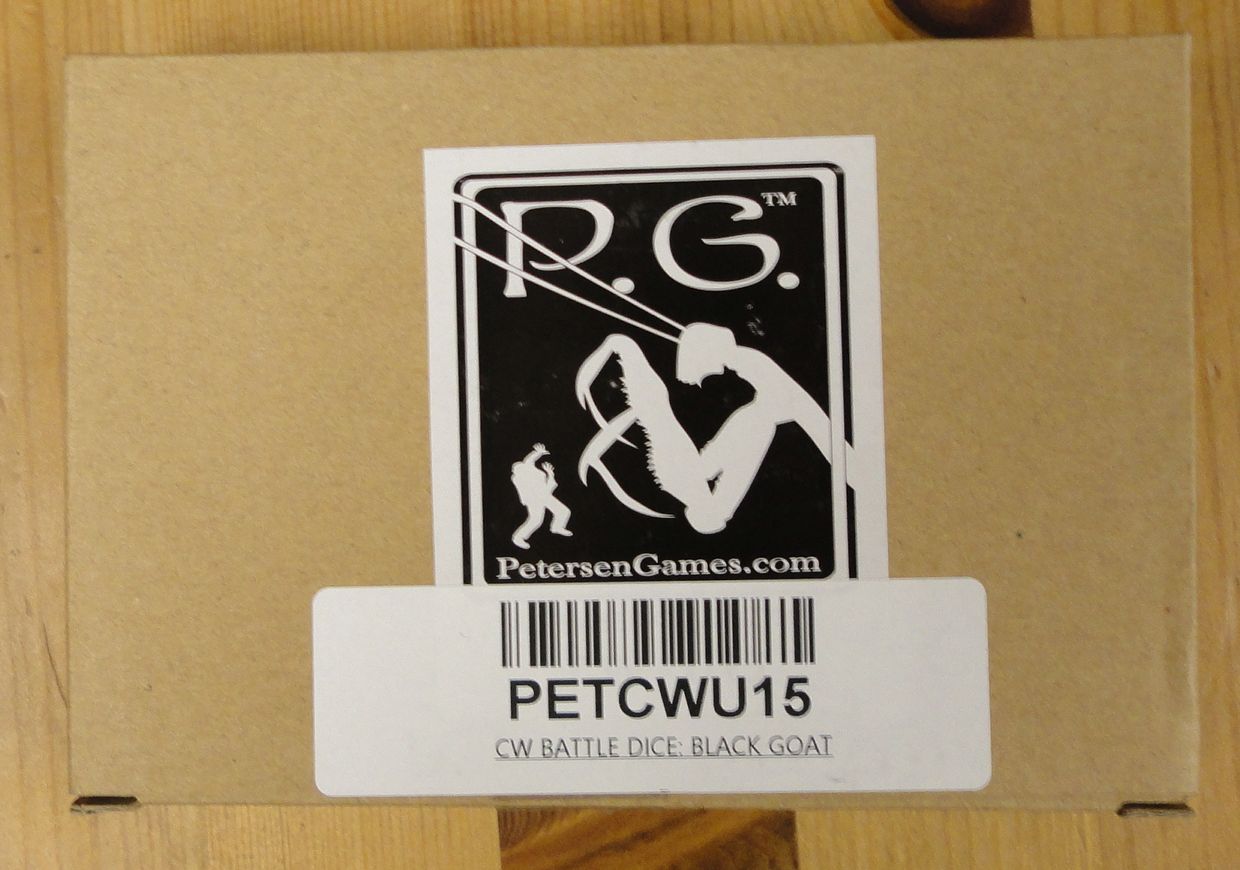 P.G.™
PetersenGames.com
PETCWU15
CW BATTLE DICE: BLACK GOAT